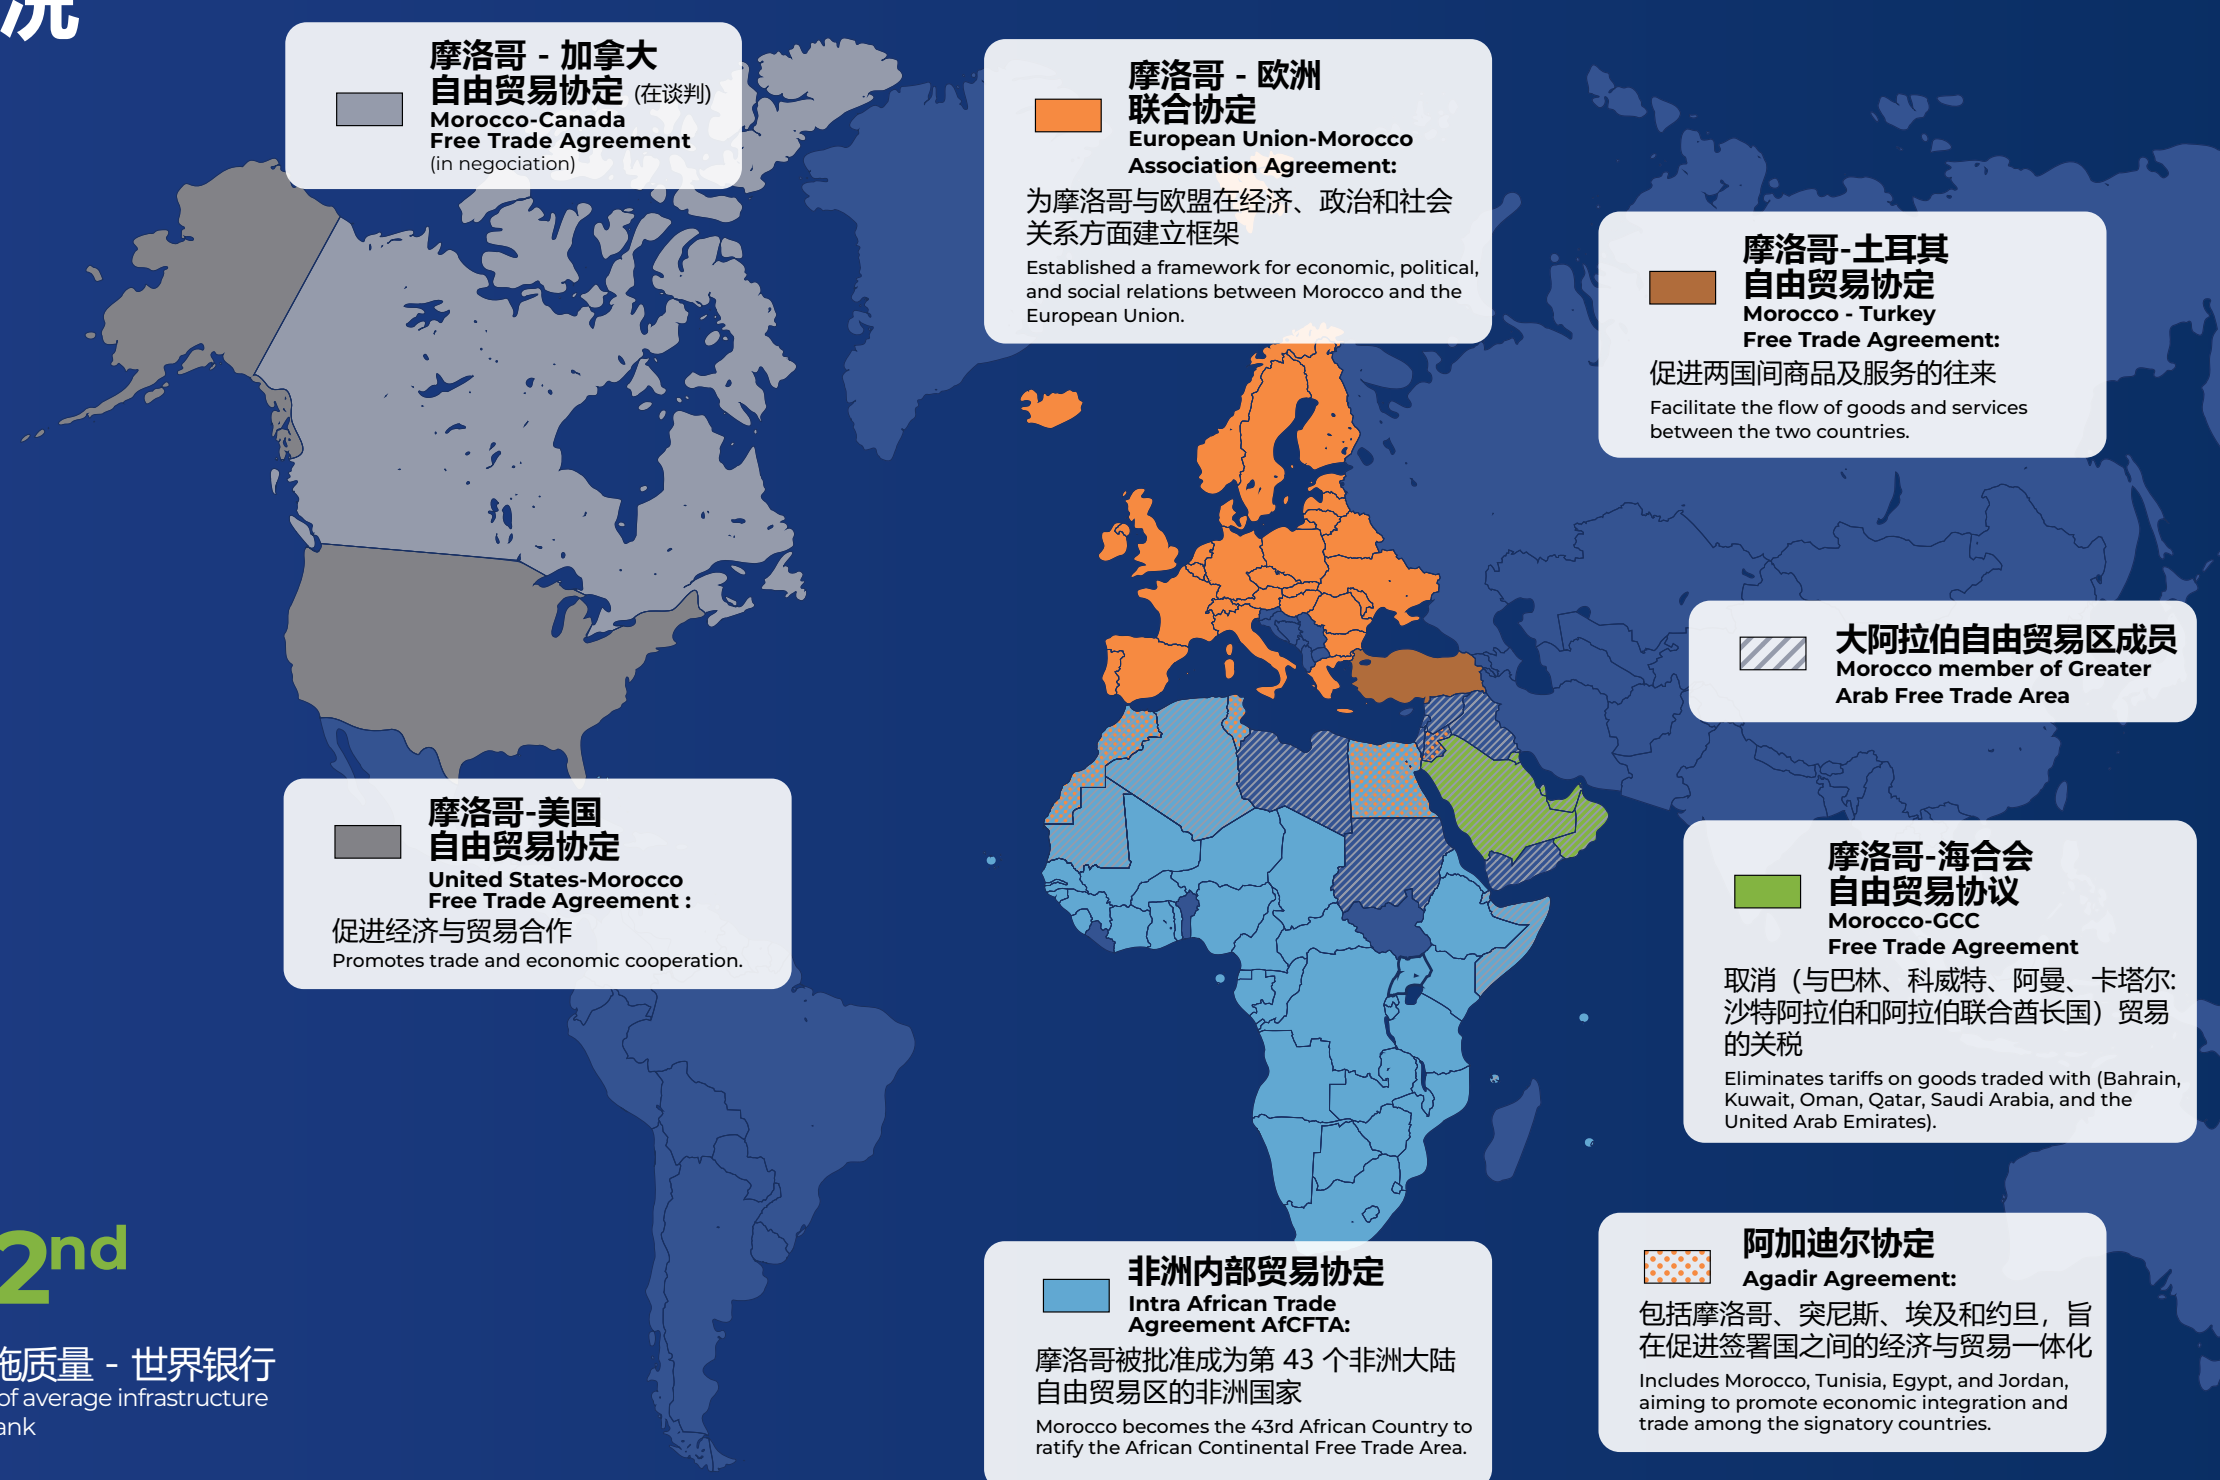 况
摩洛哥 - 加拿大
自由贸易协定 (在谈判)
Morocco-Canada
Free Trade Agreement
(in negociation)
摩洛哥 - 欧洲
联合协定
European Union-Morocco
Association Agreement:
为摩洛哥与欧盟在经济、政治和社会
关系方面建立框架
Established a framework for economic, political,
and social relations between Morocco and the
European Union.
摩洛哥-土耳其
自由贸易协定
Morocco - Turkey
Free Trade Agreement:
促进两国间商品及服务的往来
Facilitate the flow of goods and services
between the two countries.
大阿拉伯自由贸易区成员
Morocco member of Greater
Arab Free Trade Area
摩洛哥-美国
自由贸易协定
United States-Morocco
Free Trade Agreement :
促进经济与贸易合作
Promotes trade and economic cooperation.
摩洛哥-海合会
自由贸易协议
Morocco-GCC
Free Trade Agreement
取消（与巴林、科威特、阿曼、卡塔尔:
沙特阿拉伯和阿拉伯联合酋长国）贸易
的关税
Eliminates tariffs on goods traded with (Bahrain,
Kuwait, Oman, Qatar, Saudi Arabia, and the
United Arab Emirates).
2nd
施质量 - 世界银行
of average infrastructure
ank
非洲内部贸易协定
Intra African Trade
Agreement AfCFTA:
摩洛哥被批准成为第 43 个非洲大陆
自由贸易区的非洲国家
Morocco becomes the 43rd African Country to
ratify the African Continental Free Trade Area.
阿加迪尔协定
Agadir Agreement:
包括摩洛哥、突尼斯、埃及和约旦，旨
在促进签署国之间的经济与贸易一体化
Includes Morocco, Tunisia, Egypt, and Jordan,
aiming to promote economic integration and
trade among the signatory countries.